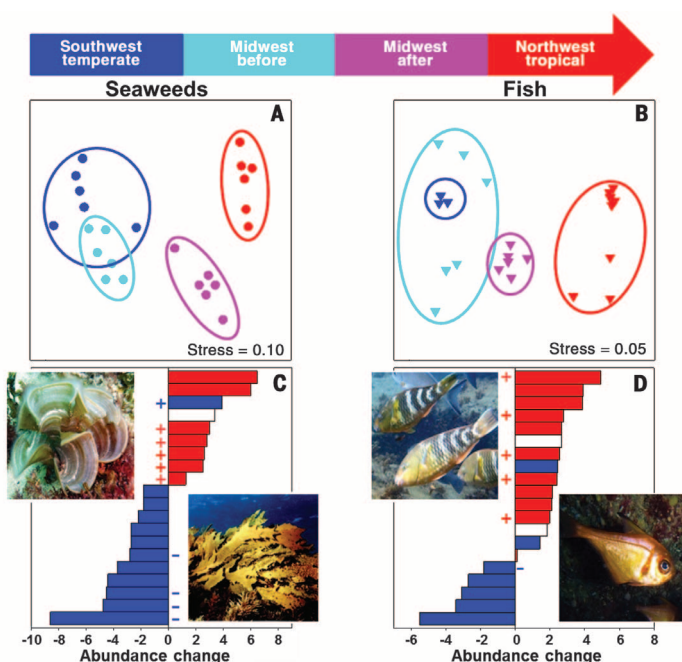 Southwest
temperate
Midwest
before
Midwest
after
Northwest
tropical
Seaweeds
Fish
A
Stress = 0.10
B
Stress = 0.05
C
+
+
+
+
+
+
-
-
-
-
-10 -8 -6 -4 -2 0 2 4 6 8
Abundance change
D
+
+
+
+
+
-
-6 -4 -2 0 2 4 6 8
Abundance change